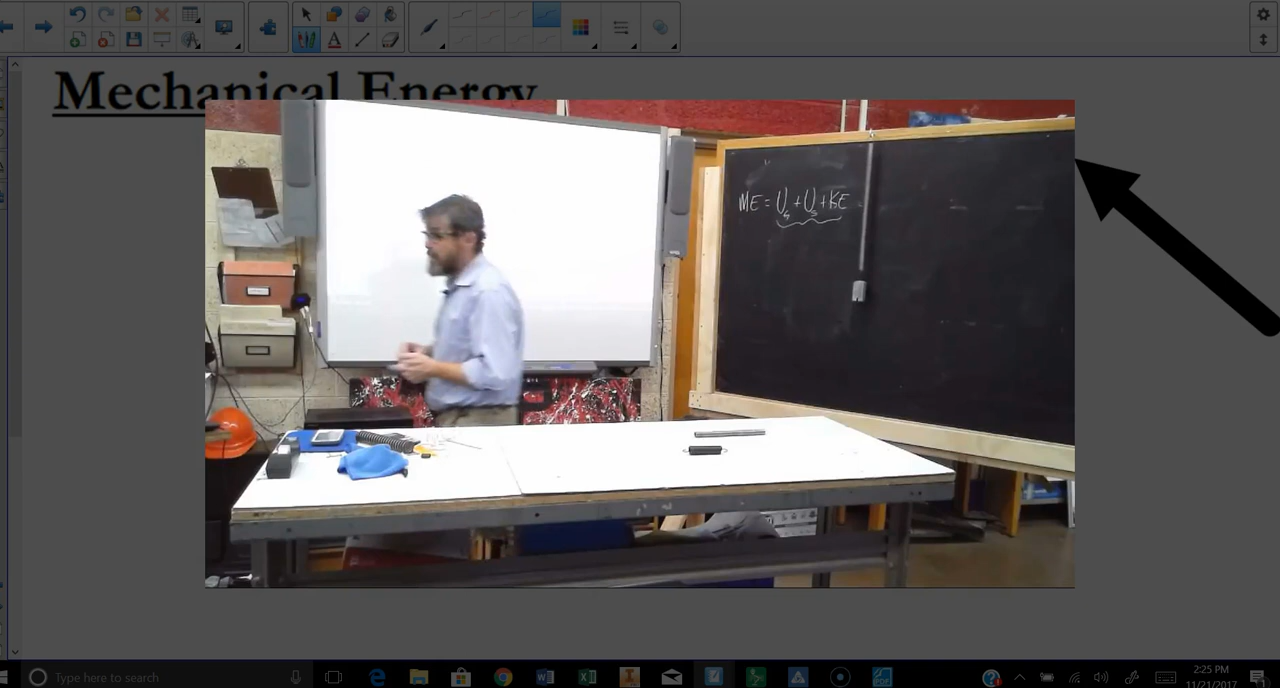 Mechanical Energy
ME = Ug + Us + KE
Type here to search
2:25 PM
11/21/2017